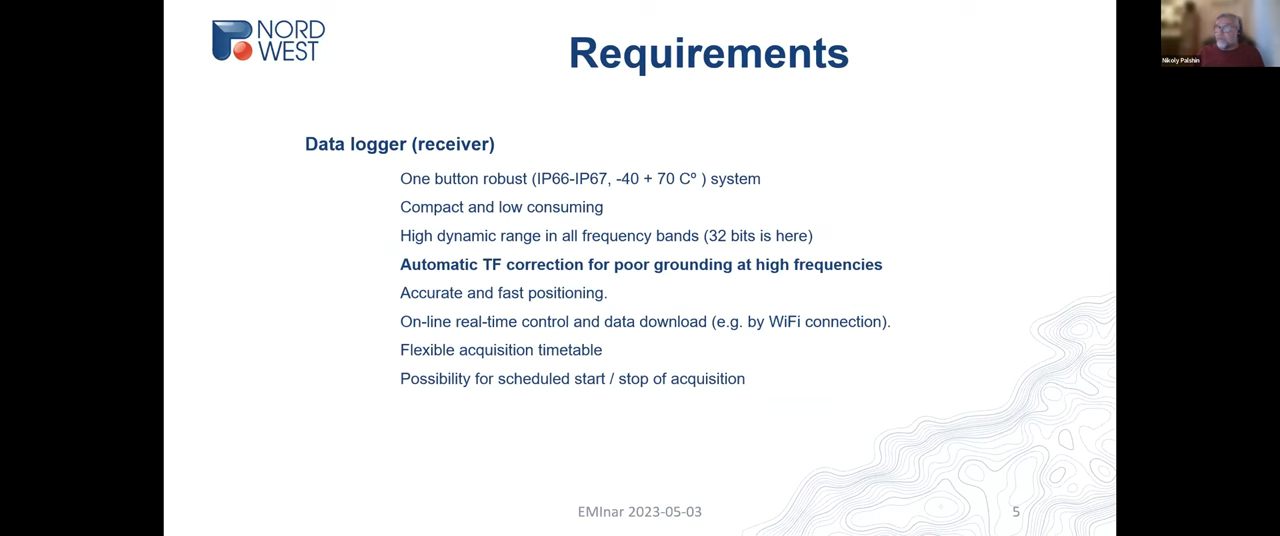 NORD
WEST
Requirements
Nikoly Palshin
Data logger (receiver)
One button robust (IP66-IP67, -40 + 70 Cº ) system
Compact and low consuming
High dynamic range in all frequency bands (32 bits is here)
Automatic TF correction for poor grounding at high frequencies
Accurate and fast positioning.
On-line real-time control and data download (e.g. by WiFi connection).
Flexible acquisition timetable
Possibility for scheduled start / stop of acquisition
EMInar 2023-05-03
5